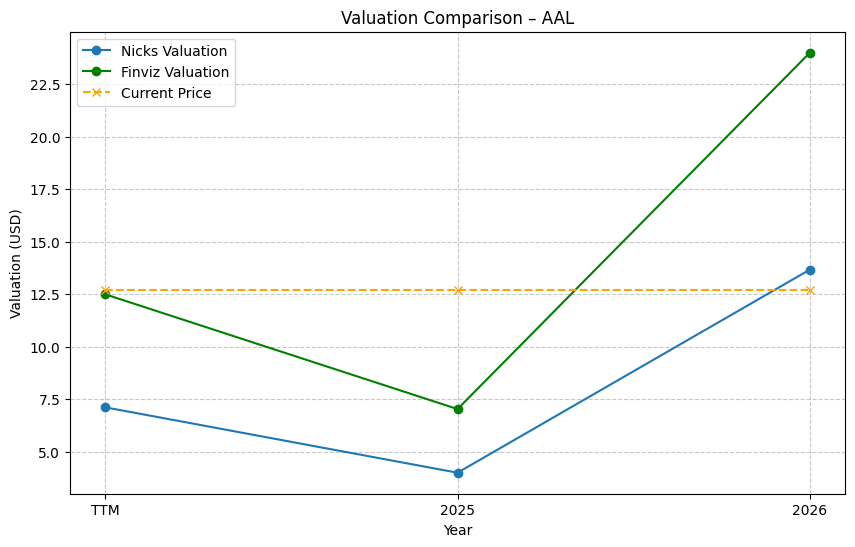 Valuation Comparison – AAL
Nicks Valuation
Finviz Valuation
Current Price
22.5
20.0
17.5
15.0
12.5
10.0
7.5
5.0
Valuation (USD)
TTM
2025
2026
Year